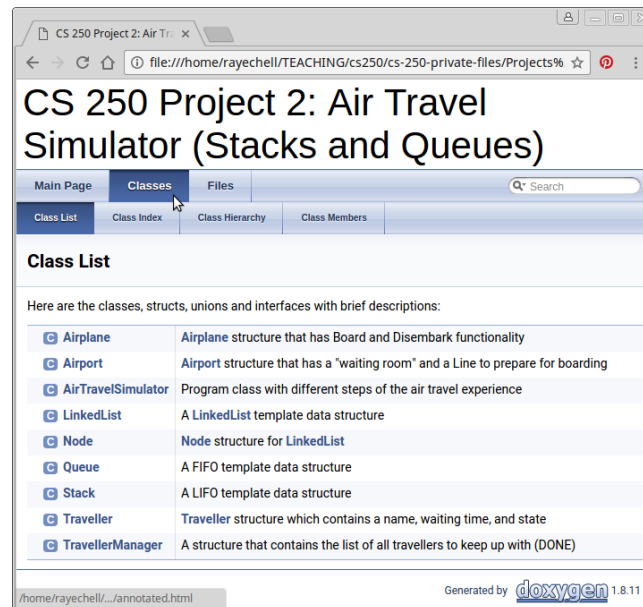 CS 250 Project 2: Air Tra
file:///home/rayechell/TEACHING/cs250/cs-250-private-files/Projects%
CS 250 Project 2: Air Travel
Simulator (Stacks and Queues)
Main Page Classes Files Search
Class List Class Index Class Hierarchy Class Members
Class List
Here are the classes, structs, unions and interfaces with brief descriptions:
C Airplane Airplane structure that has Board and Disembark functionality
C Airport Airport structure that has a "waiting room" and a Line to prepare for boarding
C AirTravelSimulator Program class with different steps of the air travel experience
C LinkedList A LinkedList template data structure
C Node Node structure for LinkedList
C Queue A FIFO template data structure
C Stack A LIFO template data structure
C Traveller Traveller structure which contains a name, waiting time, and state
C TravellerManager A structure that contains the list of all travellers to keep up with (DONE)
Generated by doxygen 1.8.11
/home/rayechell/.../annotated.html